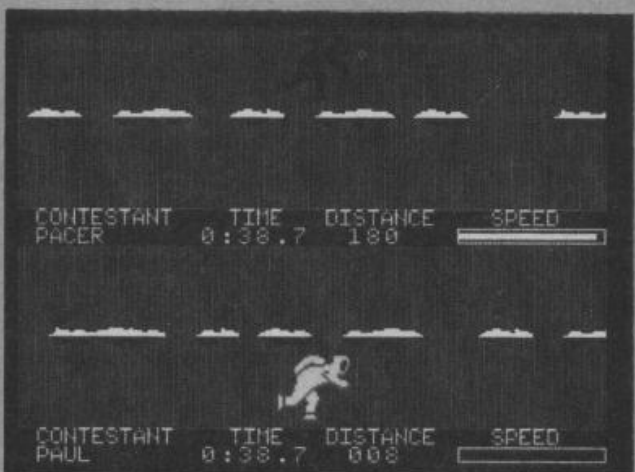 CONTESTANT TIME DISTANCE SPEED
PACER 0:38.7 180
CONTESTANT TIME DISTANCE SPEED
PAUL 0:38.7 008